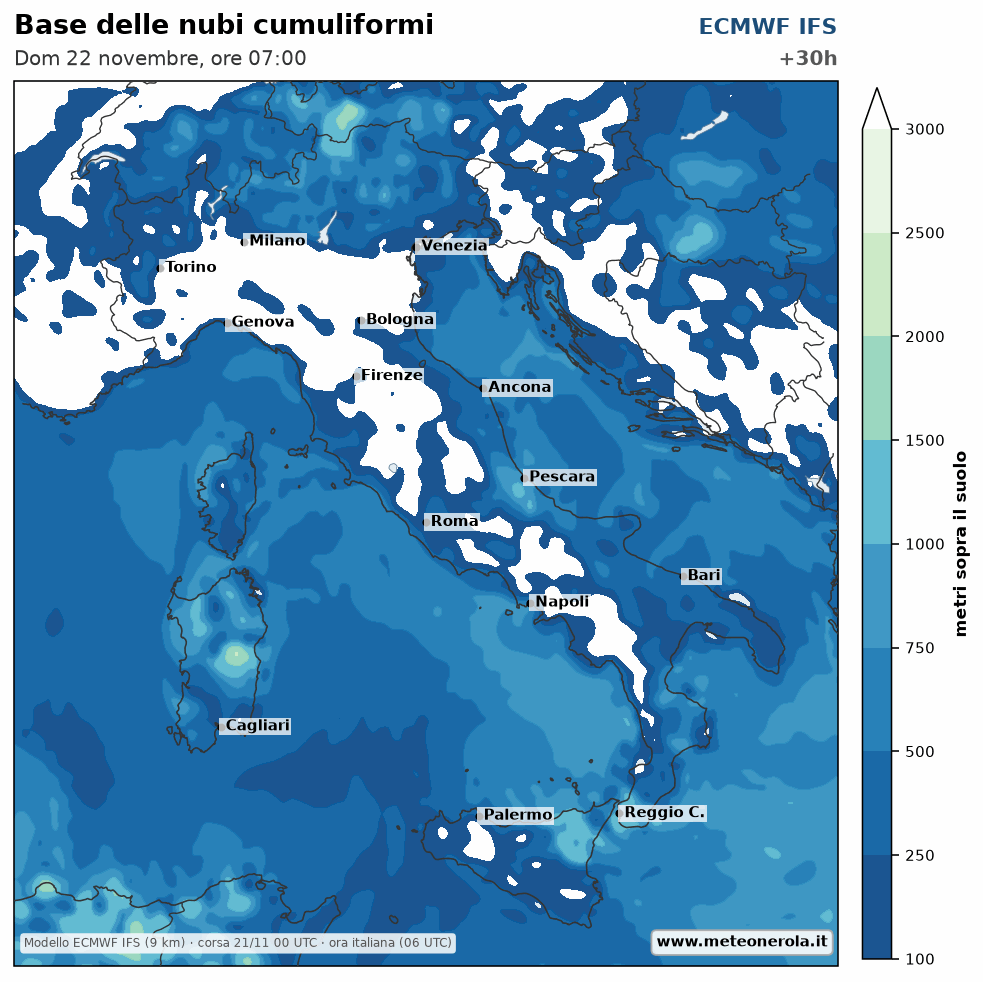 Base delle nubi cumuliformi
ECMWF IFS
Dom 22 novembre, ore 07:00
+30h
3000
2500
2000
1500
1000
750
500
250
100
metri sopra il suolo
Milano
Venezia
Torino
Genova
Bologna
Firenze
Ancona
Pescara
Roma
Bari
Napoli
Cagliari
Palermo
Reggio C.
Modello ECMWF IFS (9 km) · corsa 21/11 00 UTC · ora italiana (06 UTC)
www.meteonerola.it